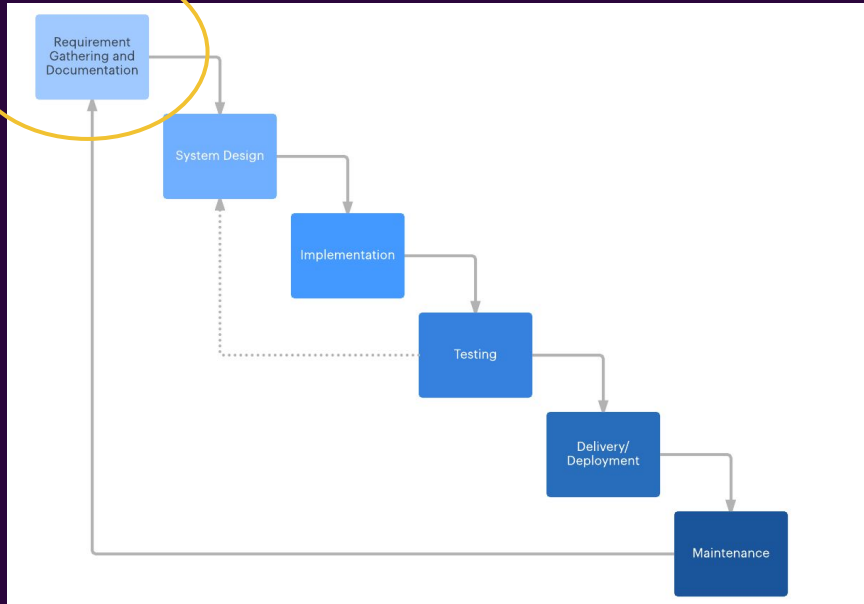 Requirement
Gathering and
Documentation
System Design
Implementation
Testing
Delivery/
Deployment
Maintenance